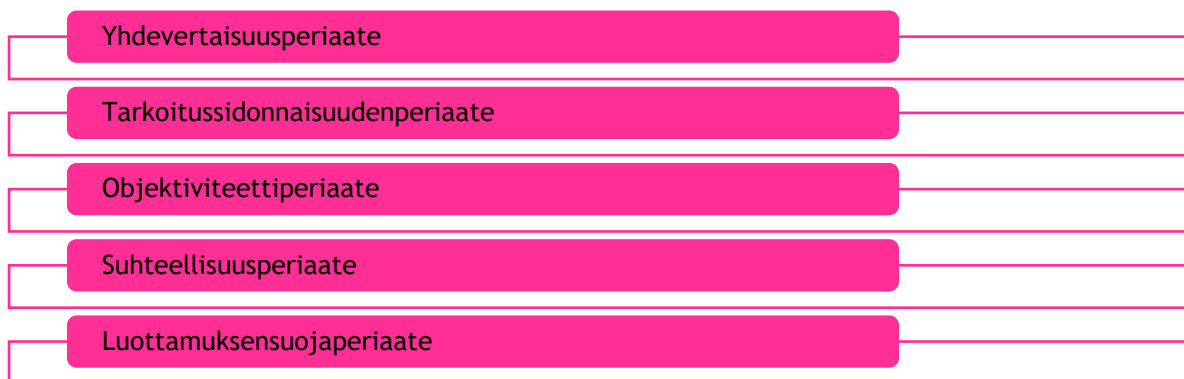 Yhdevertaisuusperiaate
Tarkoitussidonnaisuudenperiaate
Objektiviteettiperiaate
Suhteellisuusperiaate
Luottamuksensuojaperiaate